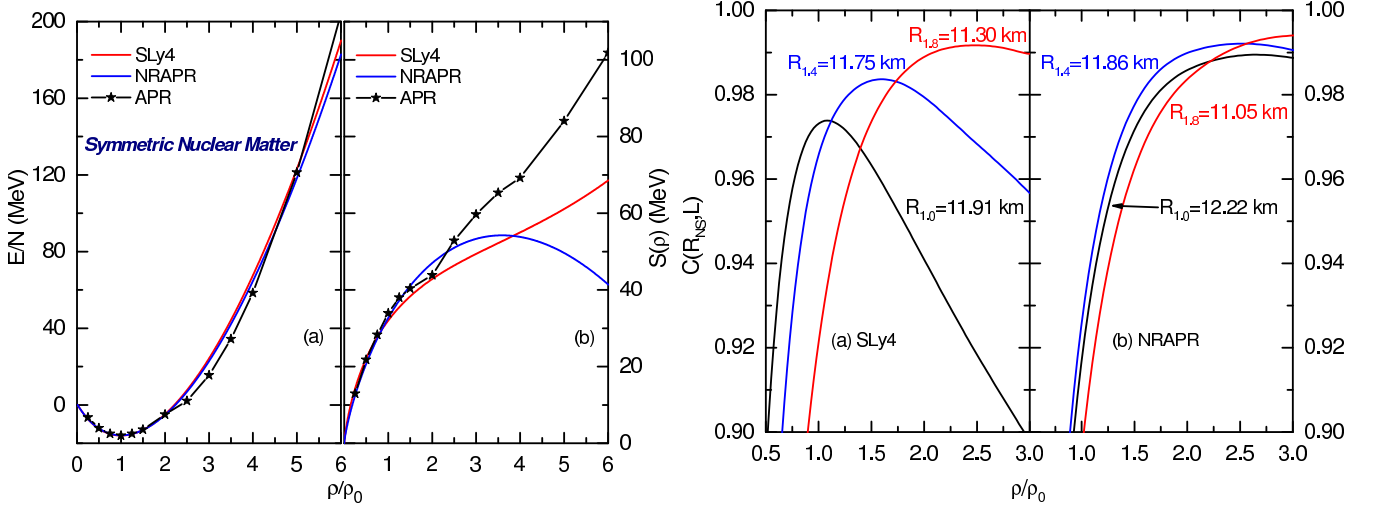 200
160
120
80
40
0
E/N (MeV)
SLy4
NRAPR
APR
Symmetric Nuclear Matter
(a)
0 1 2 3 4 5 6
SLy4
NRAPR
APR
(b)
0 1 2 3 4 5 6
100
80
60
40
20
0
S(ρ) (MeV)
ρ/ρ0
1.00
0.98
0.96
0.94
0.92
0.90
C(R_NS,L)
R1.8=11.30 km
R1.4=11.75 km
R1.0=11.91 km
(a) SLy4
0.5 1.0 1.5 2.0 2.5
R1.4=11.86 km
R1.8=11.05 km
R1.0=12.22 km
(b) NRAPR
1.0 1.5 2.0 2.5 3.0
1.00
0.98
0.96
0.94
0.92
0.90
ρ/ρ0